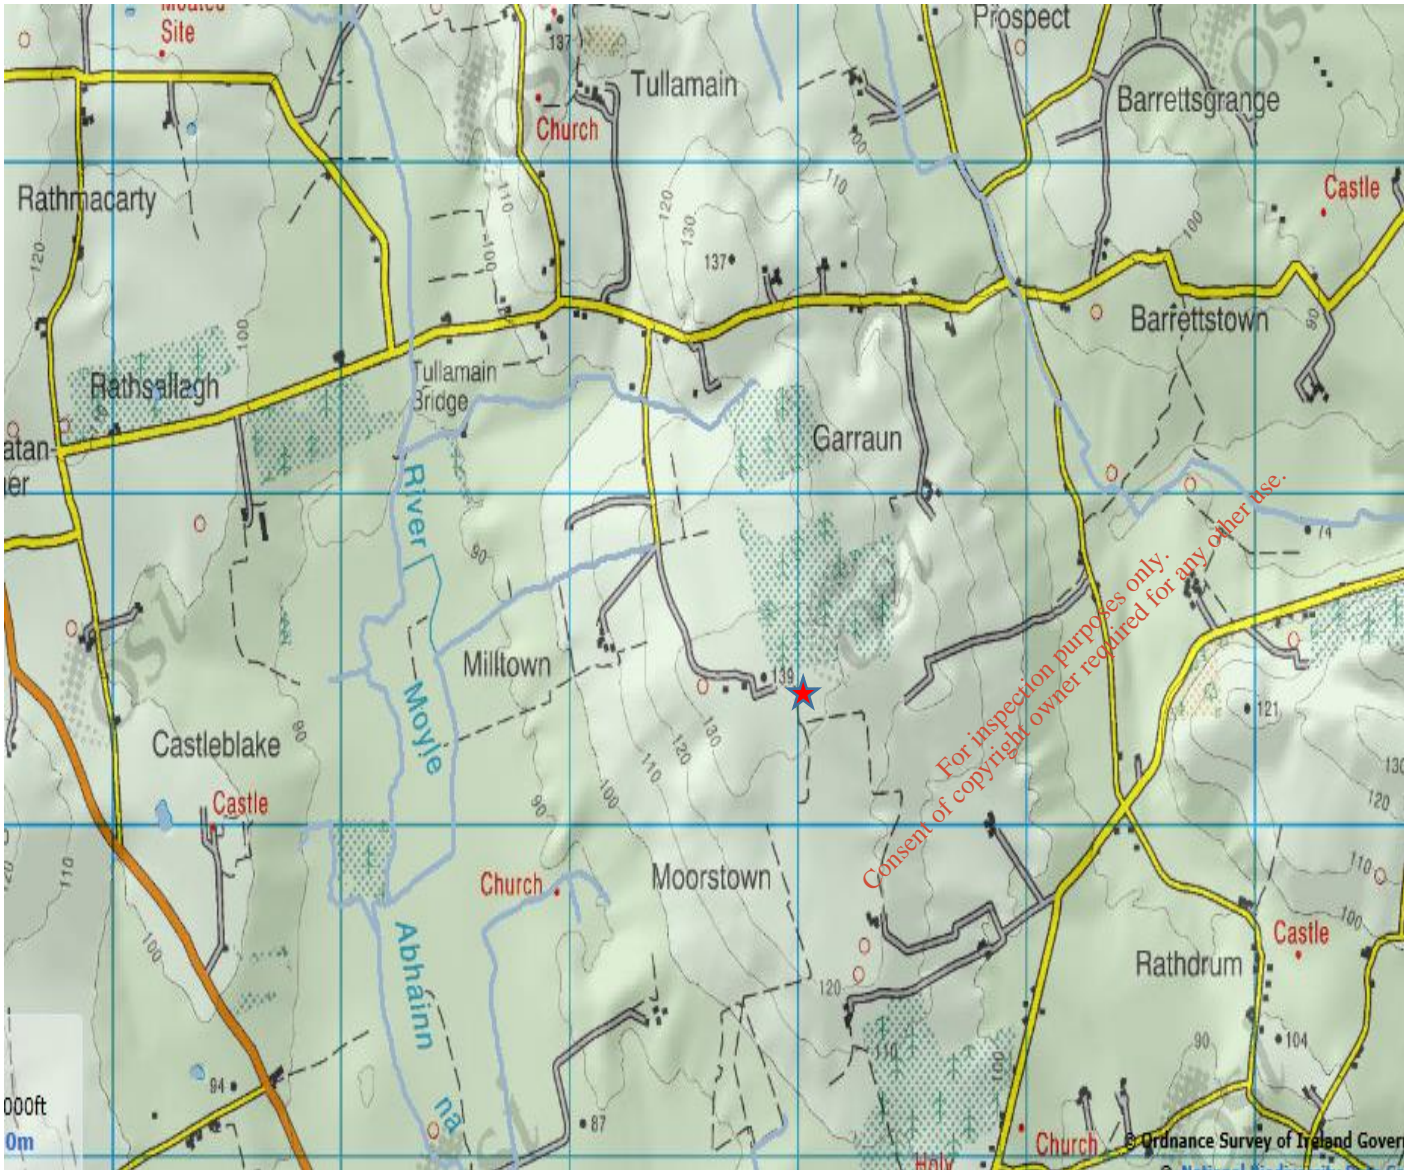 Moated
Site
Prospect
137
Tullamain
Barrettsgrange
Church
100
110
Castle
Rathmacarty
110
120
130
120
100
100
137
Barrettstown
90
100
Tullamain
Bridge
Rathsallagh
Garraun
River
74
90
For inspection purposes only.
Consent of copyright owner required for any other use.
Milltown
139
Moyle
121
130
120
110
Castleblake
90
130
120
110
Castle
90
100
110
100
Church
Moorstown
110
100
Castle
Abhainn
Rathdrum
120
110
90
104
94
100
000ft
na
87
0m
Church
© Ordnance Survey of Ireland Gover
Holy